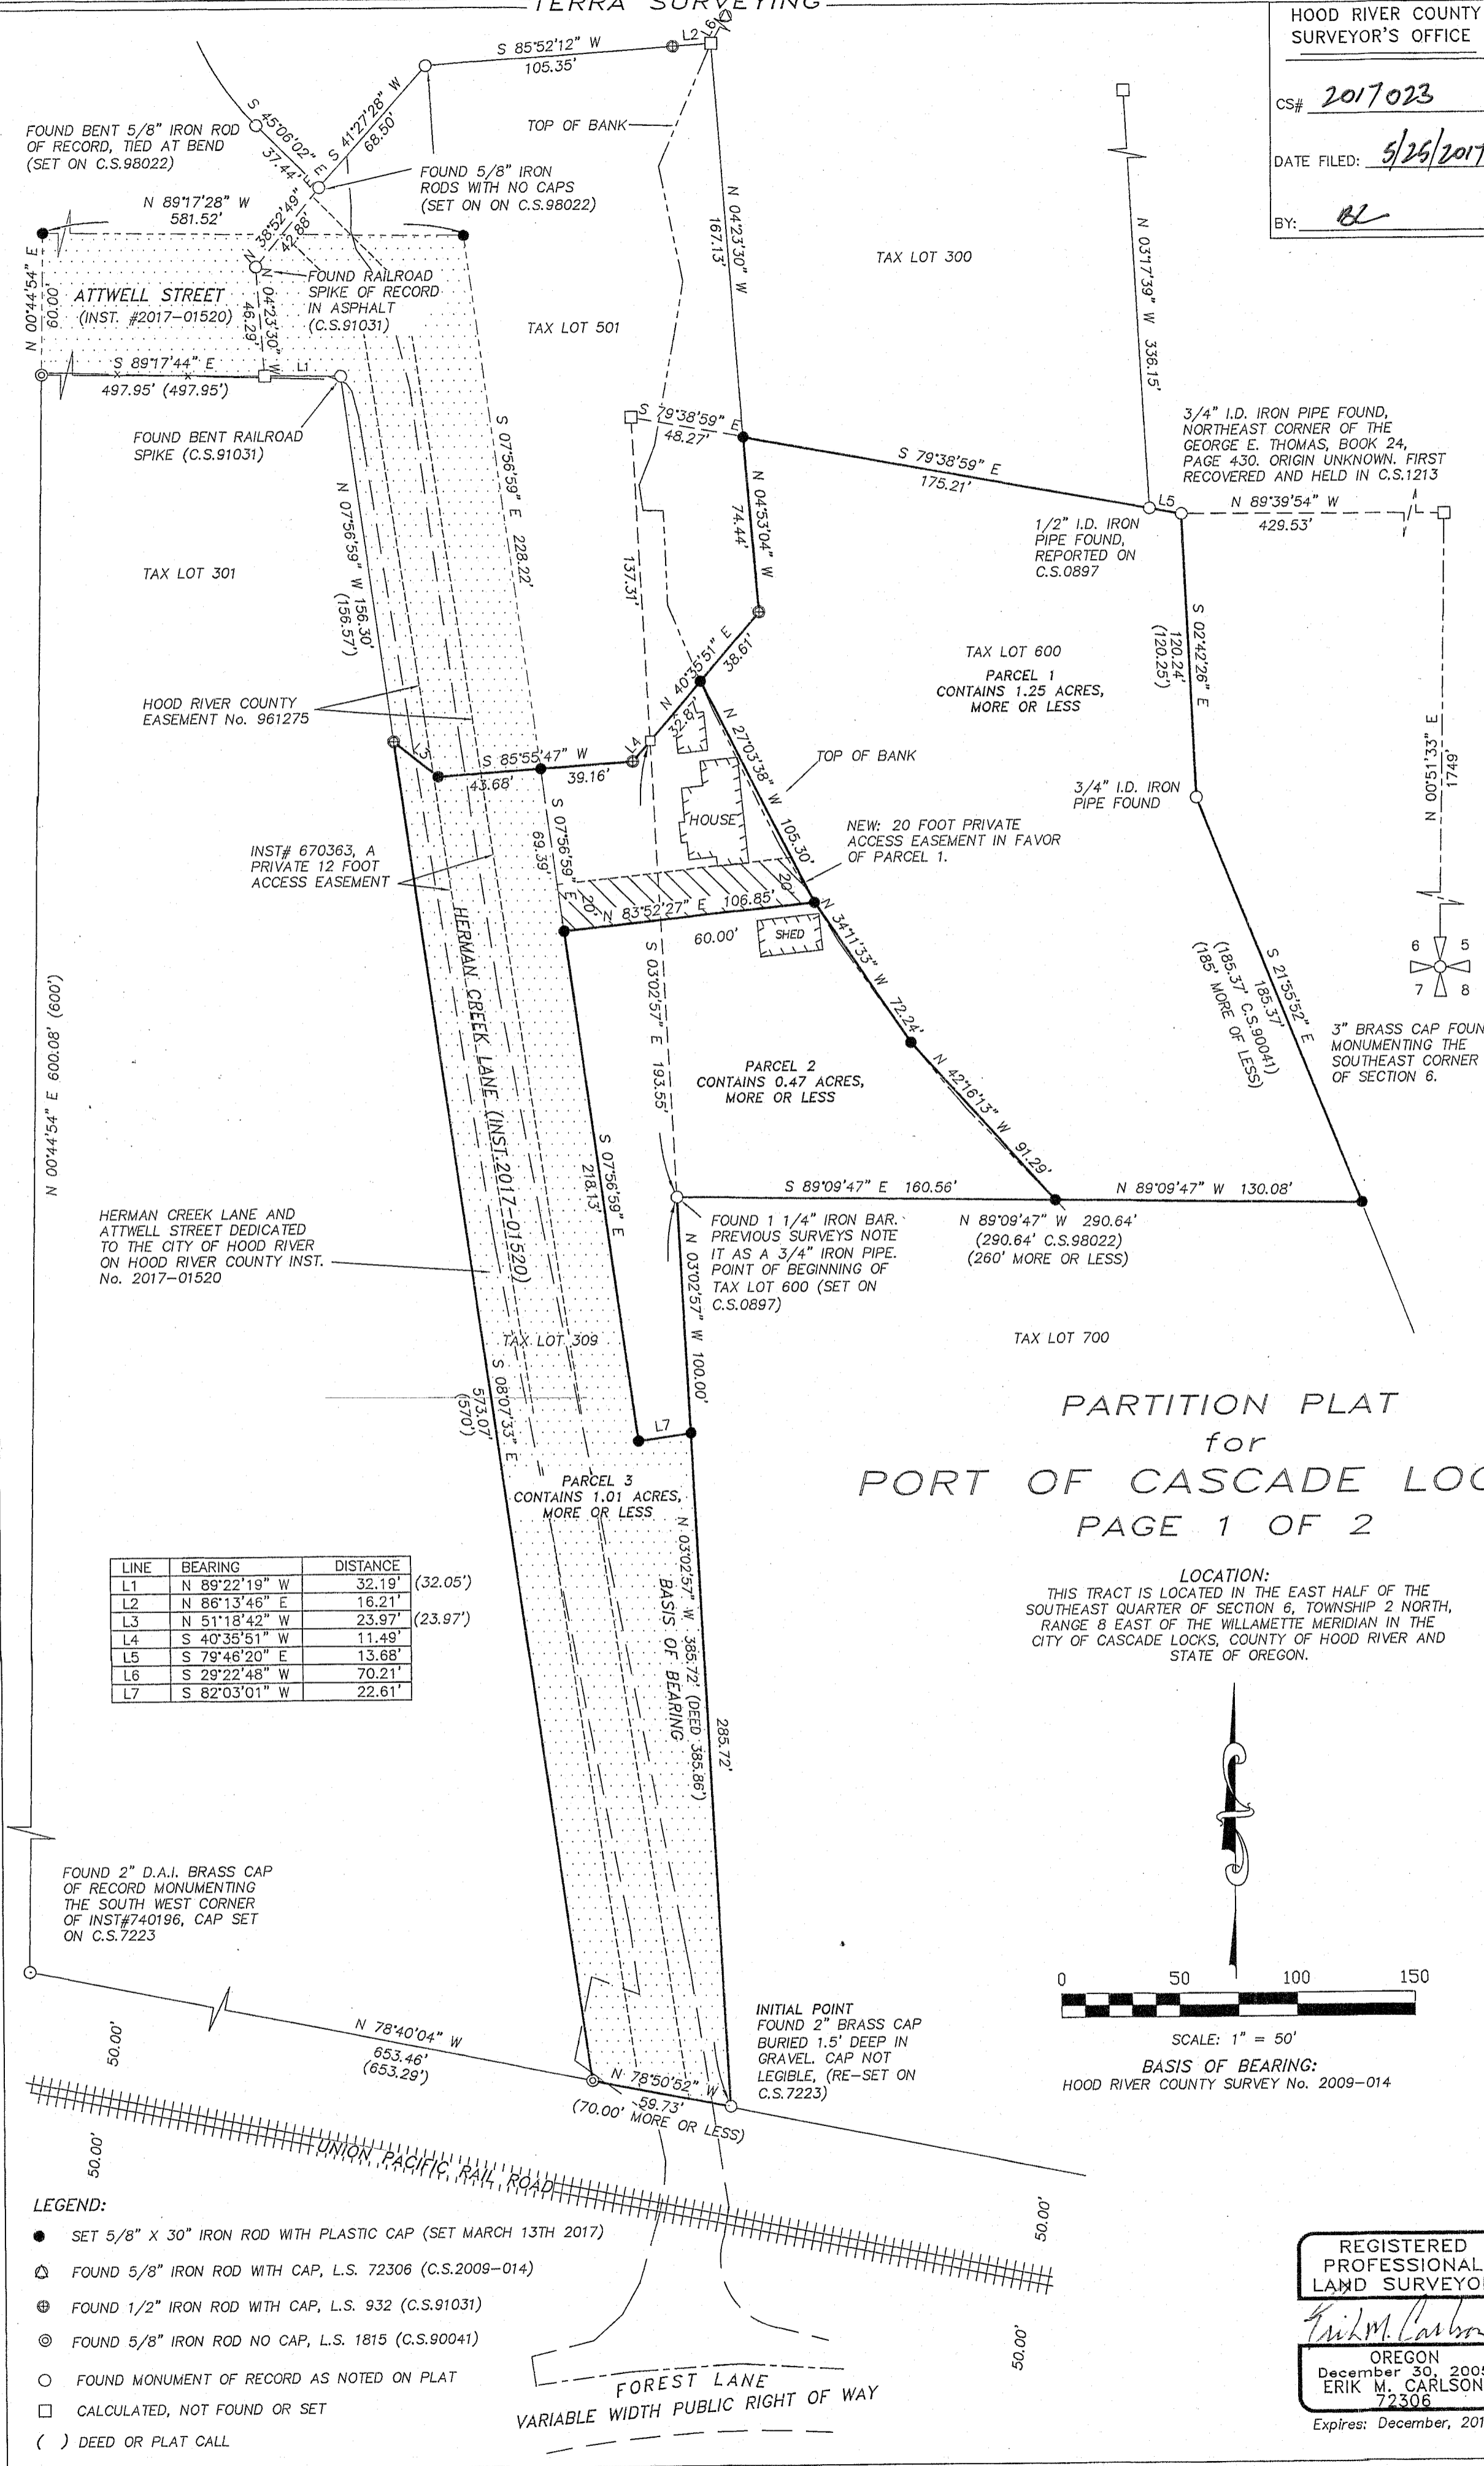 TERRA SURVEYING
HOOD RIVER COUNTY
SURVEYOR'S OFFICE
CS# 2017023
DATE FILED: 5/25/2017
BY: BL
S 85°52'12" W
105.35'
L2
L6
S 45°06'02" E
37.44'
S 41°27'28" W
68.50'
TOP OF BANK
FOUND BENT 5/8" IRON ROD
OF RECORD, TIED AT BEND
(SET ON C.S.98022)
FOUND 5/8" IRON
RODS WITH NO CAPS
(SET ON ON C.S.98022)
N 89°17'28" W
581.52'
N 38°52'49" E
42.88'
N 04°23'30" W
167.13'
N 03°17'39" W 336.15'
TAX LOT 300
N 00°44'54" E
60.00'
ATTWELL STREET
(INST. #2017-01520)
N 04°23'30" W
46.29'
FOUND RAILROAD
SPIKE OF RECORD
IN ASPHALT
(C.S.91031)
TAX LOT 501
S 89°17'44" E
497.95' (497.95')
L1
FOUND BENT RAILROAD
SPIKE (C.S.91031)
S 79°38'59" E
48.27'
S 79°38'59" E
175.21'
3/4" I.D. IRON PIPE FOUND,
NORTHEAST CORNER OF THE
GEORGE E. THOMAS, BOOK 24,
PAGE 430. ORIGIN UNKNOWN. FIRST
RECOVERED AND HELD IN C.S.1213
L5
N 89°39'54" W
429.53'
1/2" I.D. IRON
PIPE FOUND,
REPORTED ON
C.S.0897
N 07°56'59" W 156.30'
(156.57')
S 07°56'59" E 228.22'
137.31'
N 04°53'04" W
74.44'
TAX LOT 301
N 40°35'51" E
38.61'
32.87'
S 02°42'26" E
120.24'
(120.25')
TAX LOT 600
PARCEL 1
CONTAINS 1.25 ACRES,
MORE OR LESS
HOOD RIVER COUNTY
EASEMENT No. 961275
L3
S 85°55'47" W
43.68'
39.16'
L4
N 27°03'38" W 105.30'
TOP OF BANK
3/4" I.D. IRON
PIPE FOUND
N 00°51'33" E
1749'
HOUSE
NEW: 20 FOOT PRIVATE
ACCESS EASEMENT IN FAVOR
OF PARCEL 1.
INST# 670363, A
PRIVATE 12 FOOT
ACCESS EASEMENT
S 07°56'59" E
69.39'
20'
20'
N 83°52'27" E 106.85'
60.00'
SHED
N 34°11'33" W 72.24'
S 21°55'52" E
185.37'
(185.37' C.S.90041)
(185' MORE OF LESS)
6 5
7 8
3" BRASS CAP FOUN
MONUMENTING THE
SOUTHEAST CORNER
OF SECTION 6.
HERMAN CREEK LANE (INST.2017-01520)
S 03°02'57" E 193.55'
N 00°44'54" E 600.08' (600')
PARCEL 2
CONTAINS 0.47 ACRES,
MORE OR LESS
N 42°16'13" W 91.29'
S 07°56'59" E
218.13'
S 89°09'47" E 160.56'
N 89°09'47" W 130.08'
N 89°09'47" W 290.64'
(290.64' C.S.98022)
(260' MORE OR LESS)
FOUND 1 1/4" IRON BAR.
PREVIOUS SURVEYS NOTE
IT AS A 3/4" IRON PIPE.
POINT OF BEGINNING OF
TAX LOT 600 (SET ON
C.S.0897)
HERMAN CREEK LANE AND
ATTWELL STREET DEDICATED
TO THE CITY OF HOOD RIVER
ON HOOD RIVER COUNTY INST.
No. 2017-01520
N 03°02'57" W 100.00'
TAX LOT 309
TAX LOT 700
S 08°07'33" E
573.07'
(570')
L7
PARTITION PLAT
for
PORT OF CASCADE LOC
PAGE 1 OF 2
PARCEL 3
CONTAINS 1.01 ACRES,
MORE OR LESS
LINE BEARING DISTANCE
L1 N 89°22'19" W 32.19' (32.05')
L2 N 86°13'46" E 16.21'
L3 N 51°18'42" W 23.97' (23.97')
L4 S 40°35'51" W 11.49'
L5 S 79°46'20" E 13.68'
L6 S 29°22'48" W 70.21'
L7 S 82°03'01" W 22.61'
N 03°02'57" W 385.72' (DEED 385.86')
BASIS OF BEARING
285.72'
LOCATION:
THIS TRACT IS LOCATED IN THE EAST HALF OF THE
SOUTHEAST QUARTER OF SECTION 6, TOWNSHIP 2 NORTH,
RANGE 8 EAST OF THE WILLAMETTE MERIDIAN IN THE
CITY OF CASCADE LOCKS, COUNTY OF HOOD RIVER AND
STATE OF OREGON.
FOUND 2" D.A.I. BRASS CAP
OF RECORD MONUMENTING
THE SOUTH WEST CORNER
OF INST#740196, CAP SET
ON C.S.7223
0 50 100 150
SCALE: 1" = 50'
BASIS OF BEARING:
HOOD RIVER COUNTY SURVEY No. 2009-014
INITIAL POINT
FOUND 2" BRASS CAP
BURIED 1.5' DEEP IN
GRAVEL. CAP NOT
LEGIBLE, (RE-SET ON
C.S.7223)
N 78°40'04" W
653.46'
(653.29')
50.00'
N 78°50'52" W
59.73'
(70.00' MORE OR LESS)
50.00'
UNION PACIFIC RAIL ROAD
50.00'
50.00'
LEGEND:
SET 5/8" X 30" IRON ROD WITH PLASTIC CAP (SET MARCH 13TH 2017)
FOUND 5/8" IRON ROD WITH CAP, L.S. 72306 (C.S.2009-014)
FOUND 1/2" IRON ROD WITH CAP, L.S. 932 (C.S.91031)
FOUND 5/8" IRON ROD NO CAP, L.S. 1815 (C.S.90041)
FOUND MONUMENT OF RECORD AS NOTED ON PLAT
CALCULATED, NOT FOUND OR SET
( ) DEED OR PLAT CALL
FOREST LANE
VARIABLE WIDTH PUBLIC RIGHT OF WAY
REGISTERED
PROFESSIONAL
LAND SURVEYO
Erik M. Carlson
OREGON
December 30, 2005
ERIK M. CARLSON
72306
Expires: December, 201